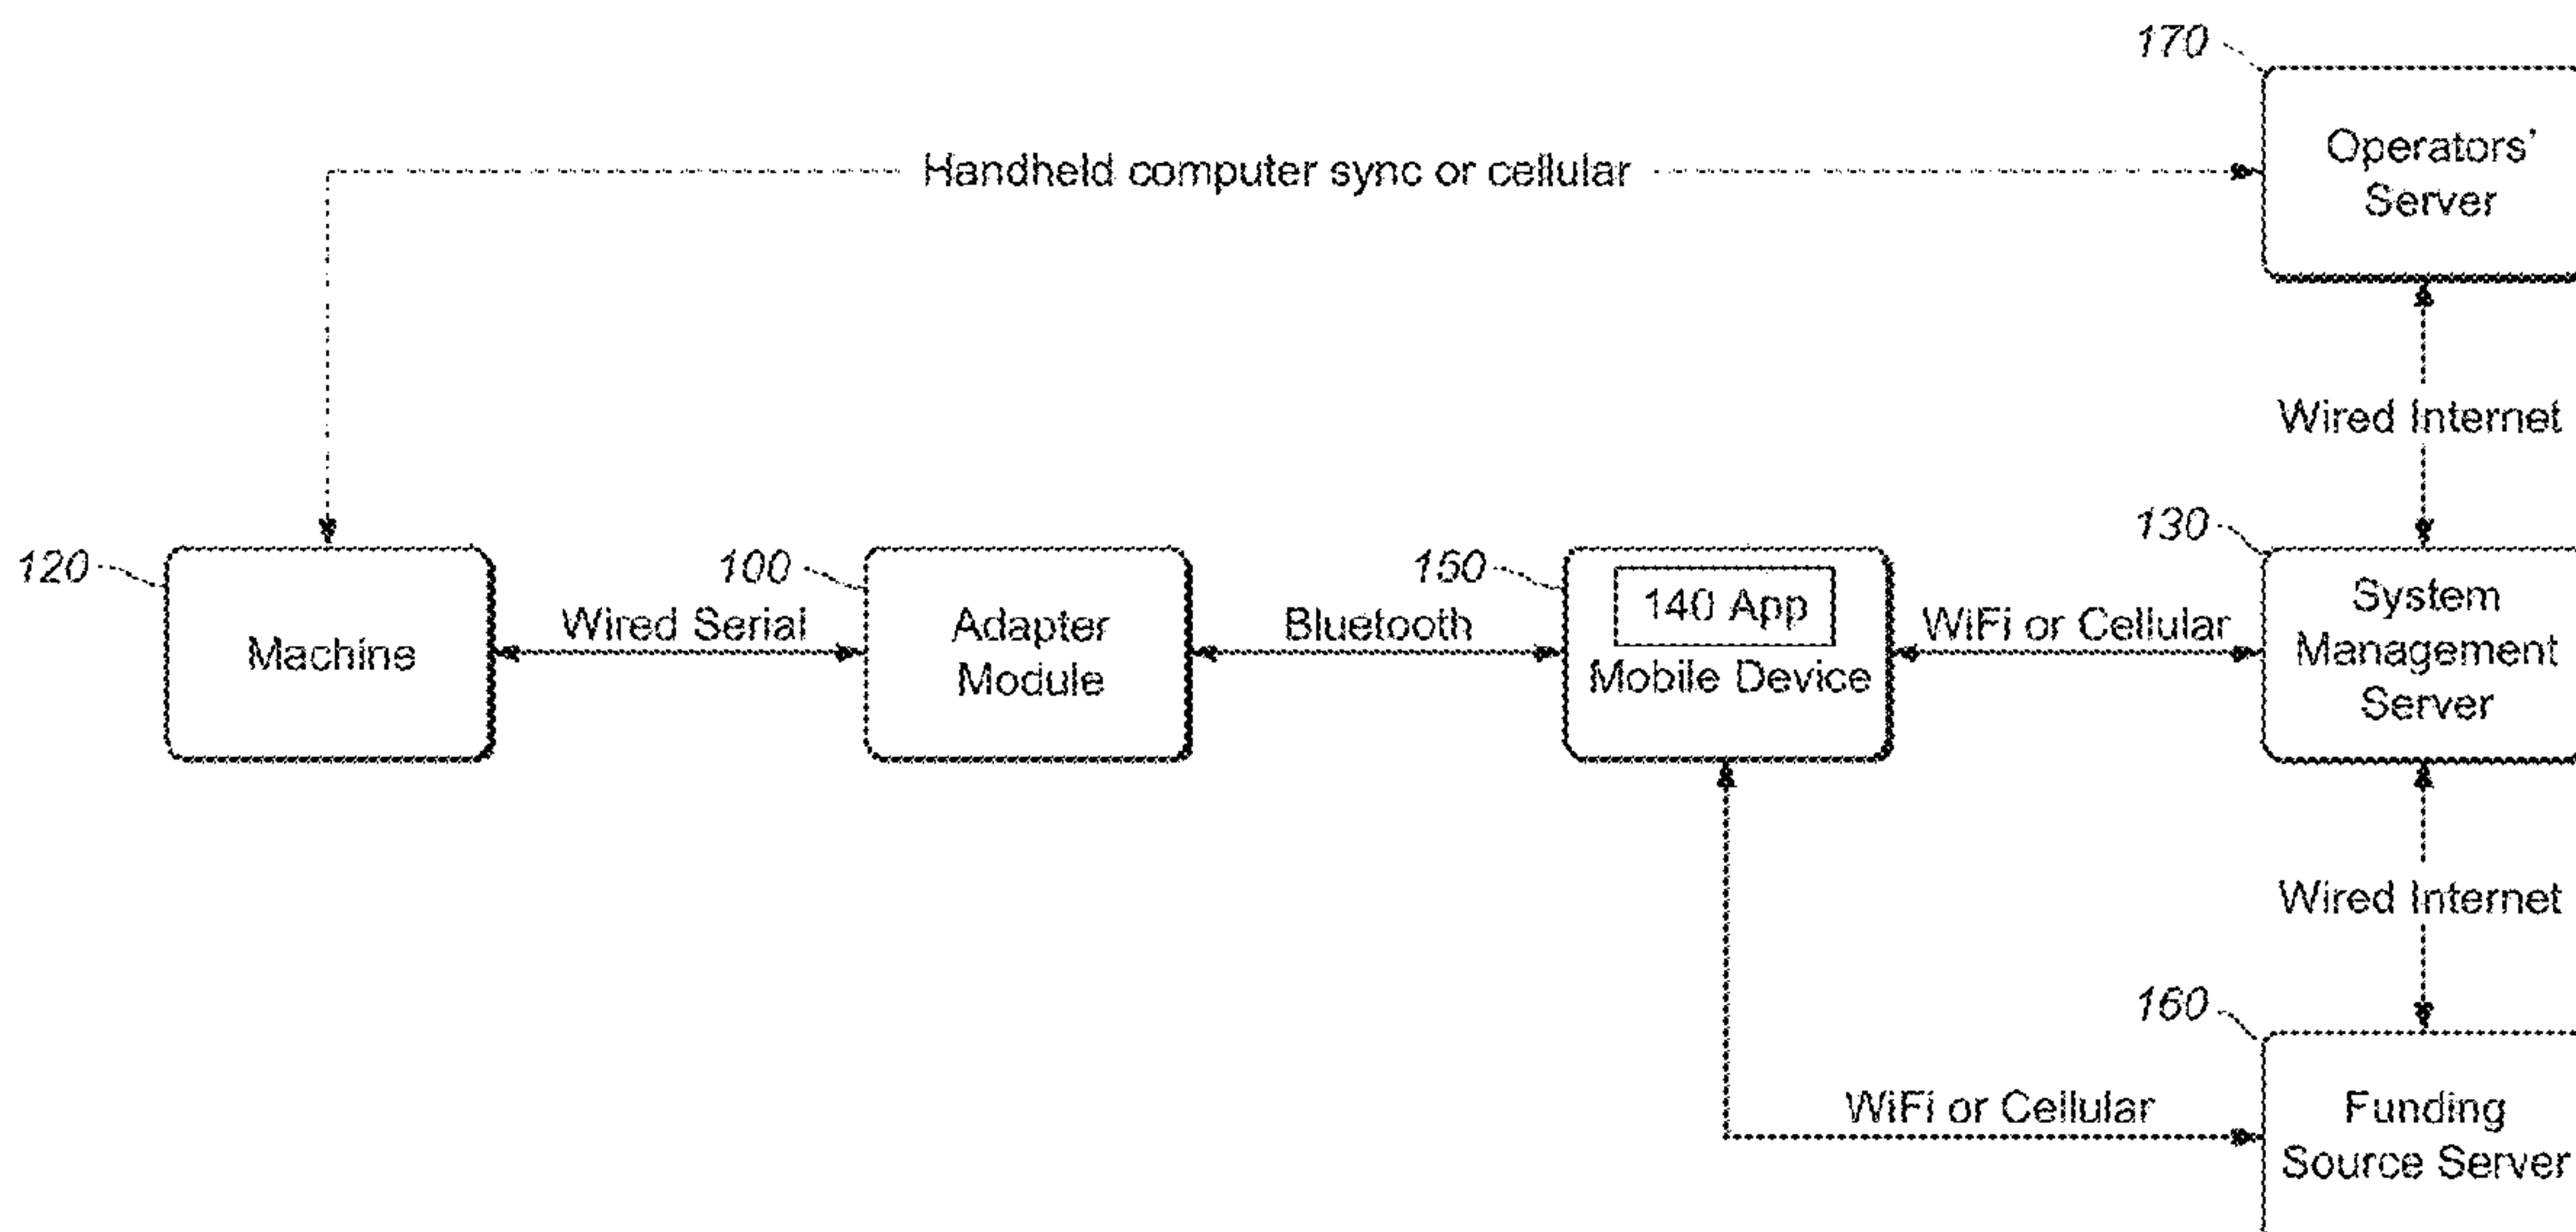 170
Operators'
Server
Handheld computer sync or cellular
Wired Internet
120
Machine
Wired Serial
100
Adapter
Module
Bluetooth
150
140 App
Mobile Device
WiFi or Cellular
130
System
Management
Server
Wired Internet
160
WiFi or Cellular
Funding
Source Server